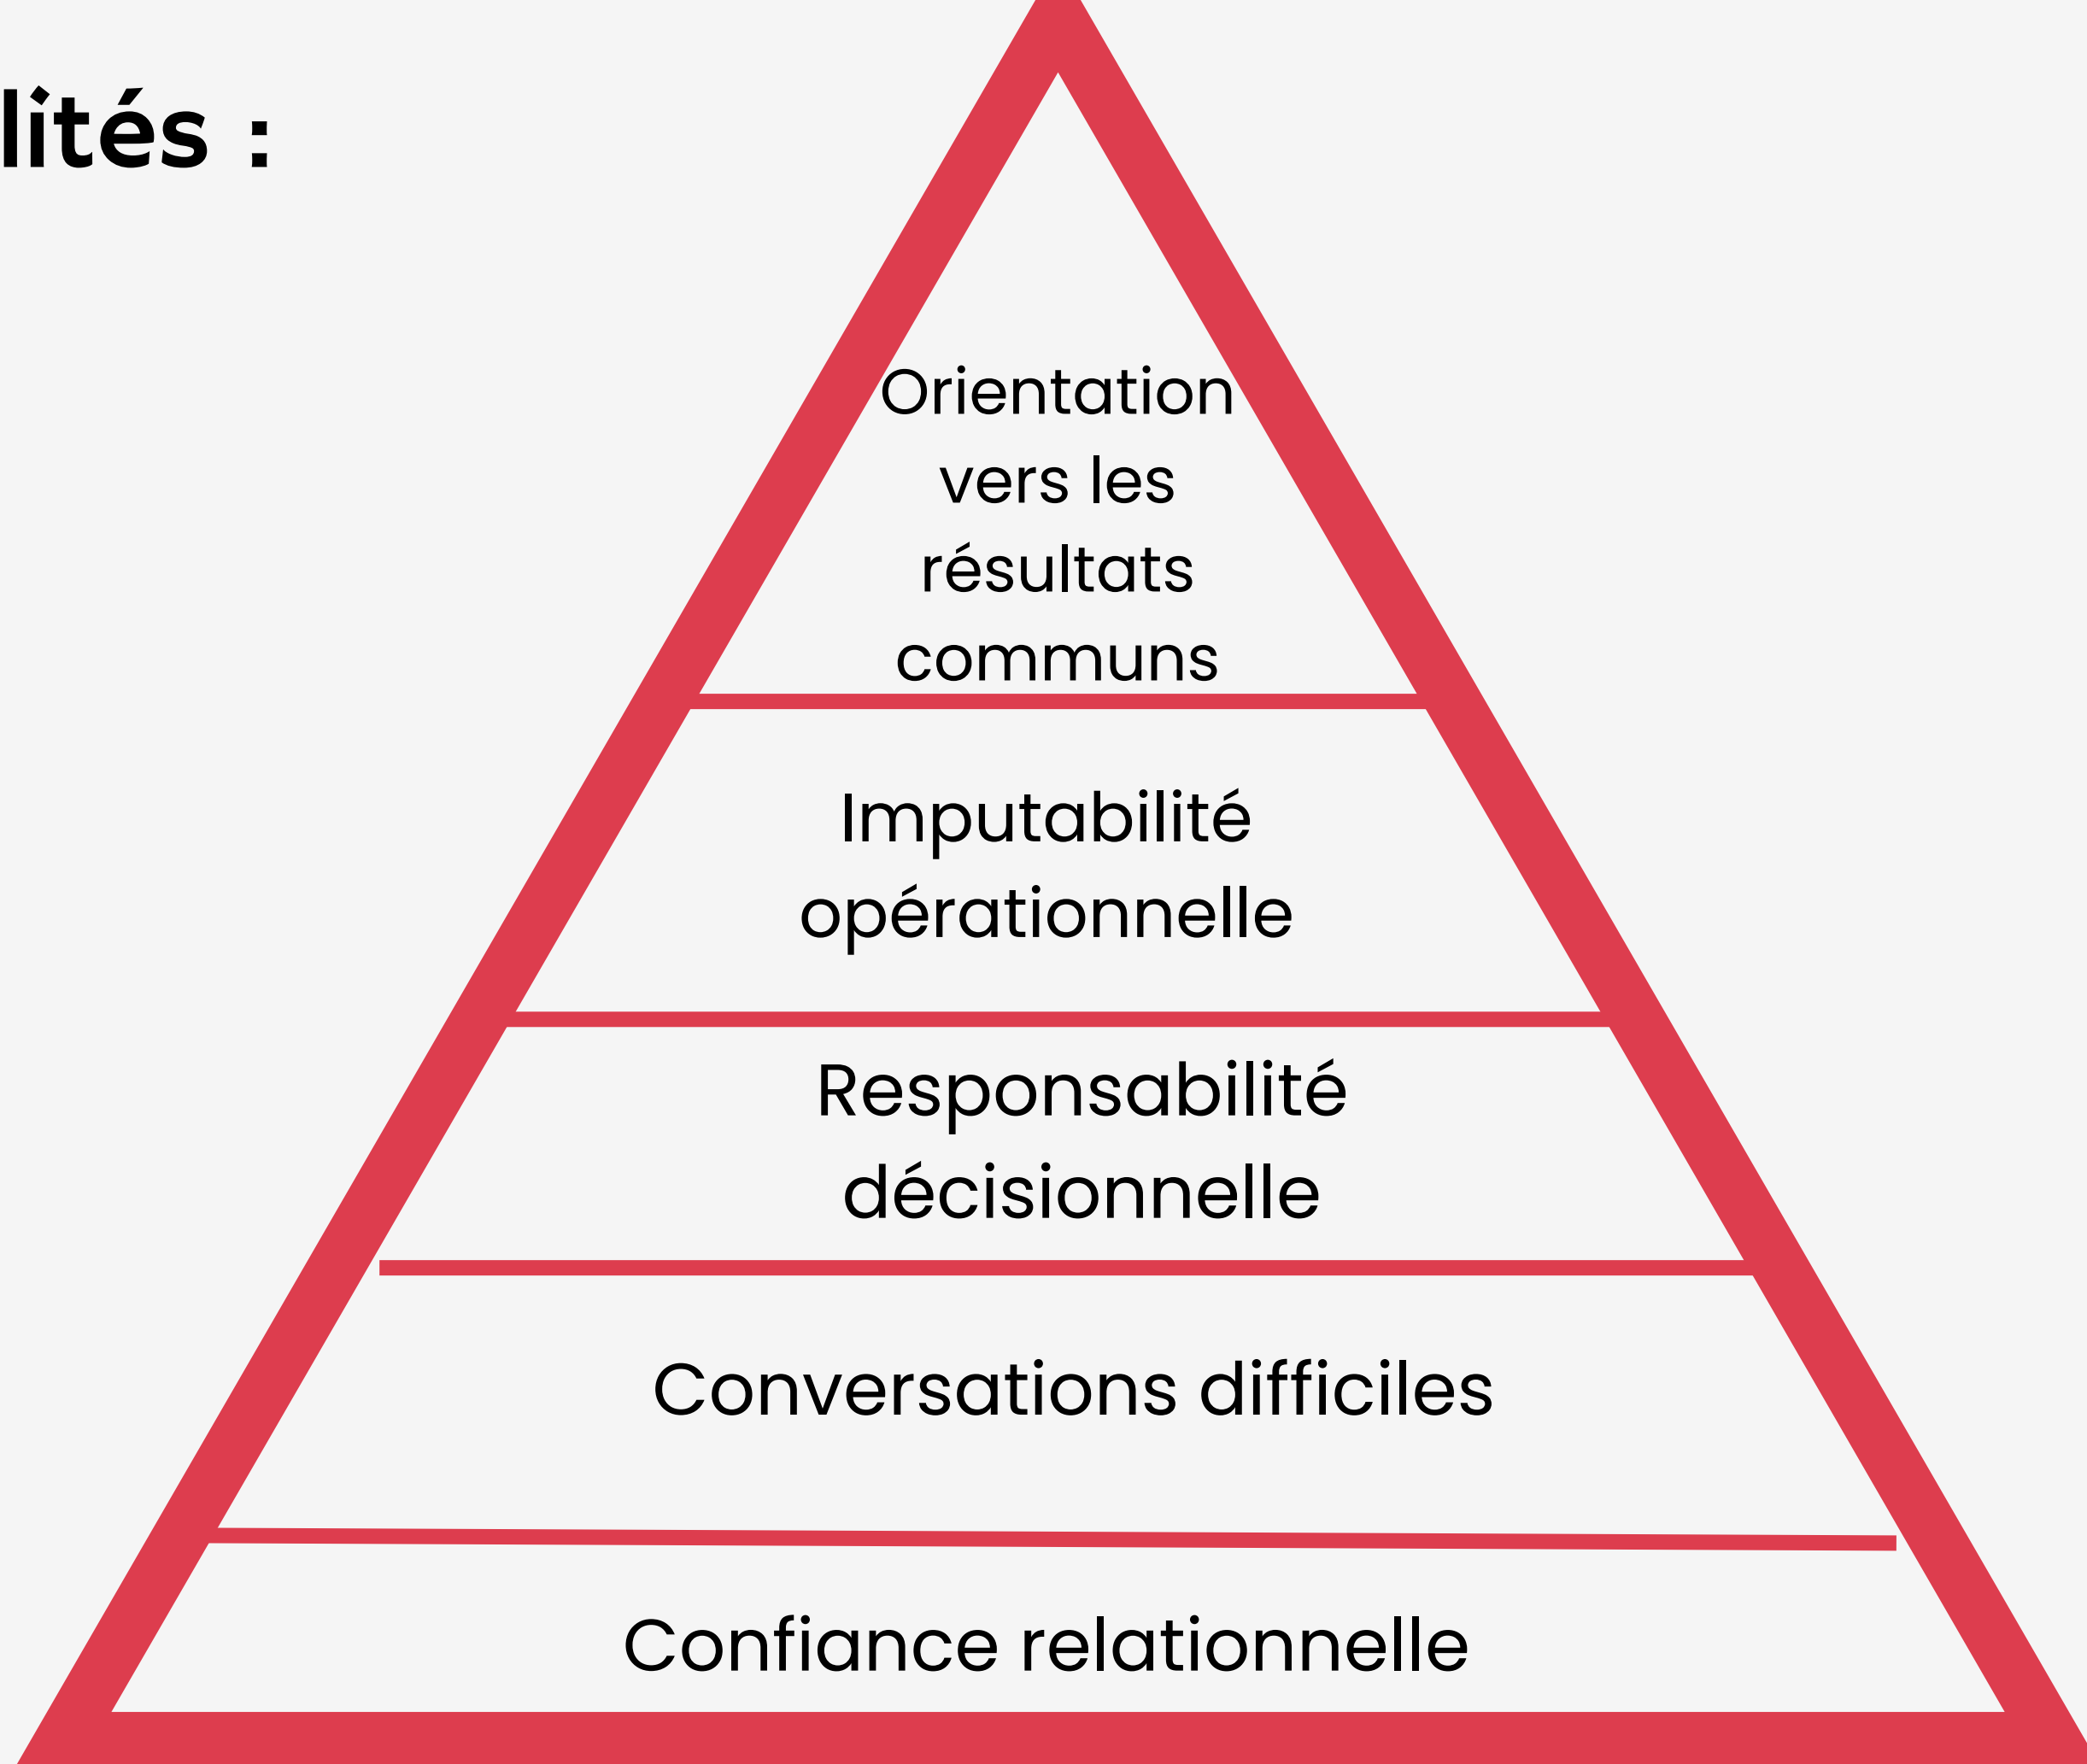 lités :
Orientation
vers les
résultats
communs
Imputabilité
opérationnelle
Responsabilité
décisionnelle
Conversations difficiles
Confiance relationnelle